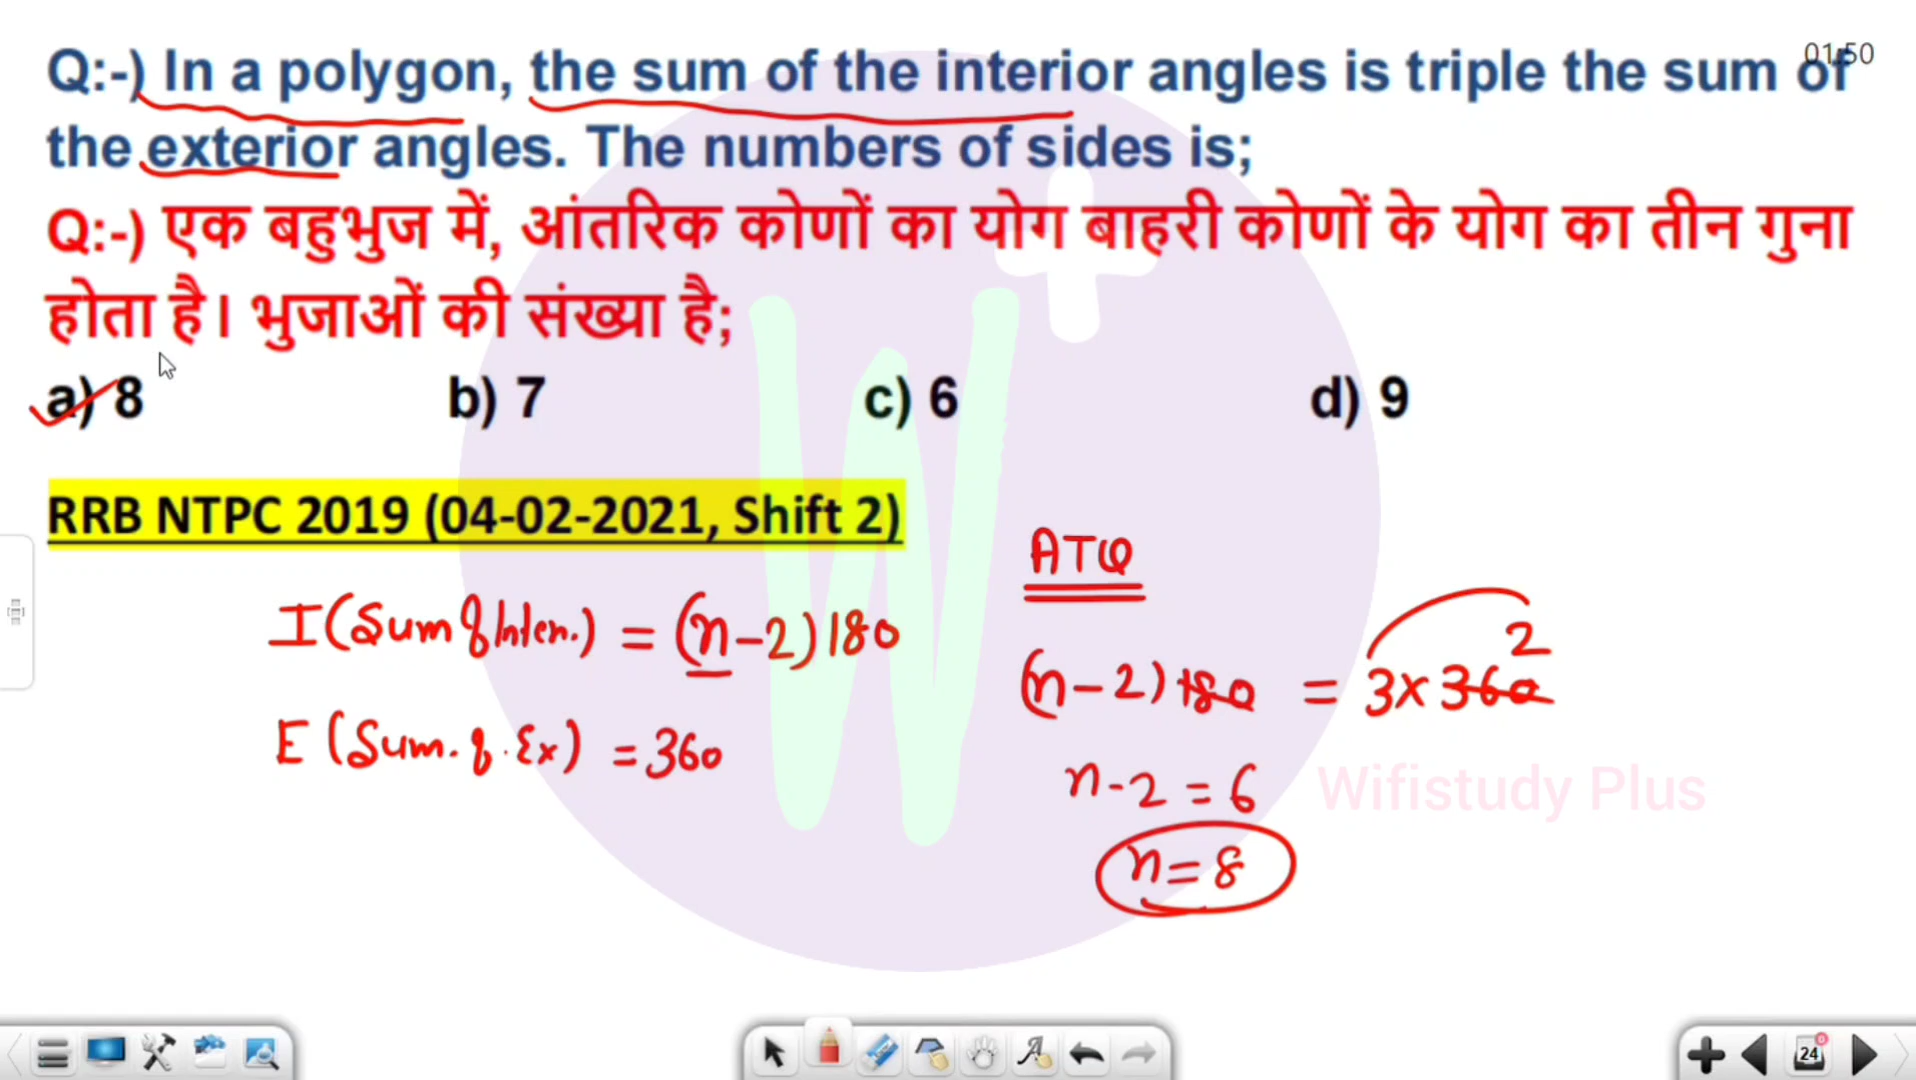 01:50
Q:-) In a polygon, the sum of the interior angles is triple the sum of
the exterior angles. The numbers of sides is;
Q:-) एक बहुभुज में, आंतरिक कोणों का योग बाहरी कोणों के योग का तीन गुना
होता है। भुजाओं की संख्या है;
a) 8 b) 7 c) 6 d) 9
RRB NTPC 2019 (04-02-2021, Shift 2)
ATQ
I (Sum of Inten.) = (n-2)180
(n-2) 180 = 3 x 360 2
E (Sum. of. Ex) = 360
n-2 = 6
Wifistudy Plus
n = 8
24